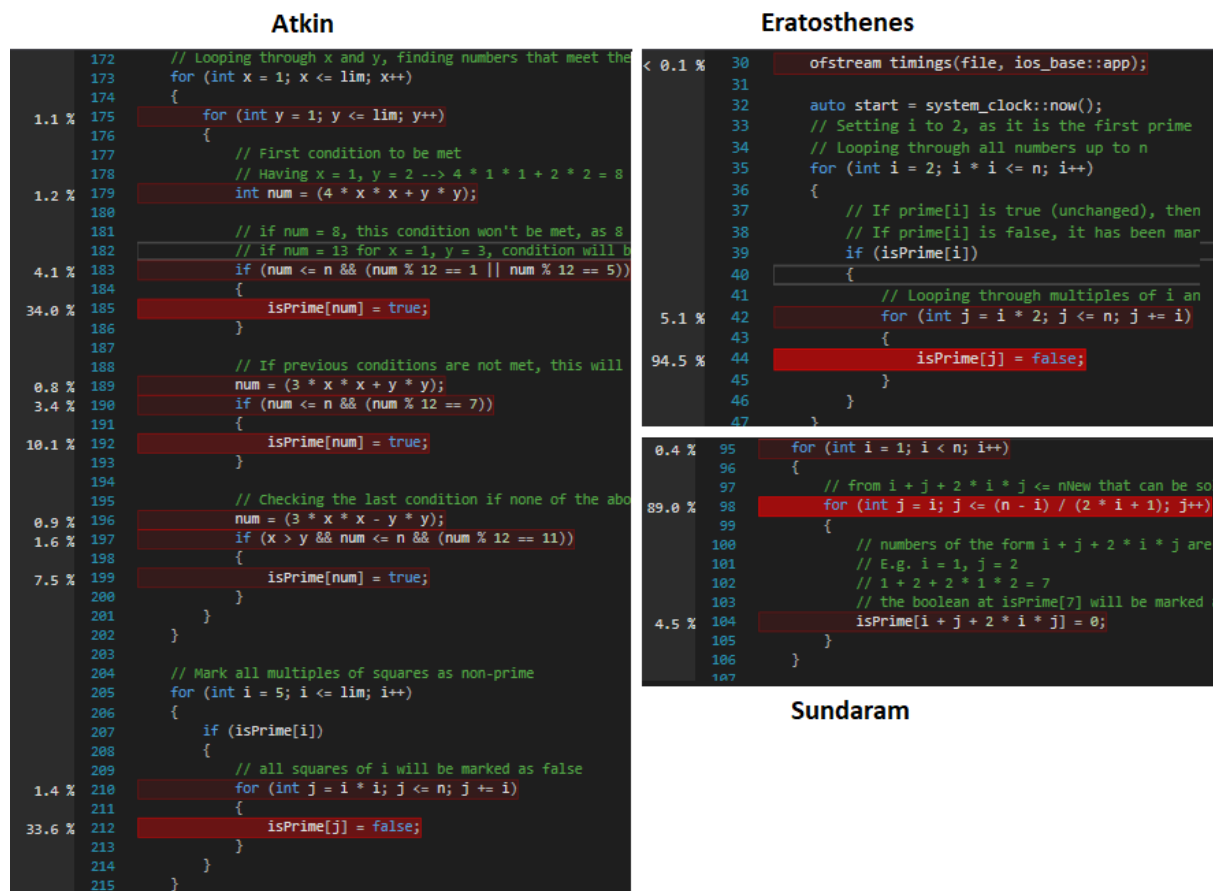 Atkin
172 // Looping through x and y, finding numbers that meet the
173 for (int x = 1; x <= lim; x++)
174 {
1.1 % 175 for (int y = 1; y <= lim; y++)
176 {
177 // First condition to be met
178 // Having x = 1, y = 2 --> 4 * 1 * 1 + 2 * 2 = 8
1.2 % 179 int num = (4 * x * x + y * y);
180
181 // if num = 8, this condition won't be met, as 8
182 // if num = 13 for x = 1, y = 3, condition will b
4.1 % 183 if (num <= n && (num % 12 == 1 || num % 12 == 5))
184 {
34.0 % 185 isPrime[num] = true;
186 }
187
188 // If previous conditions are not met, this will
0.8 % 189 num = (3 * x * x + y * y);
3.4 % 190 if (num <= n && (num % 12 == 7))
191 {
10.1 % 192 isPrime[num] = true;
193 }
194
195 // Checking the last condition if none of the abo
0.9 % 196 num = (3 * x * x - y * y);
1.6 % 197 if (x > y && num <= n && (num % 12 == 11))
198 {
7.5 % 199 isPrime[num] = true;
200 }
201 }
202 }
203
204 // Mark all multiples of squares as non-prime
205 for (int i = 5; i <= lim; i++)
206 {
207 if (isPrime[i])
208 {
209 // all squares of i will be marked as false
1.4 % 210 for (int j = i * i; j <= n; j += i)
211 {
33.6 % 212 isPrime[j] = false;
213 }
214 }
215 }
Eratosthenes
< 0.1 % 30 ofstream timings(file, ios_base::app);
31
32 auto start = system_clock::now();
33 // Setting i to 2, as it is the first prime
34 // Looping through all numbers up to n
35 for (int i = 2; i * i <= n; i++)
36 {
37 // If prime[i] is true (unchanged), then
38 // If prime[i] is false, it has been mar
39 if (isPrime[i])
40 {
41 // Looping through multiples of i an
5.1 % 42 for (int j = i * 2; j <= n; j += i)
43 {
94.5 % 44 isPrime[j] = false;
45 }
46 }
47 }
0.4 % 95 for (int i = 1; i < n; i++)
96 {
97 // from i + j + 2 * i * j <= nNew that can be so
89.0 % 98 for (int j = i; j <= (n - i) / (2 * i + 1); j++)
99 {
100 // numbers of the form i + j + 2 * i * j are
101 // E.g. i = 1, j = 2
102 // 1 + 2 + 2 * 1 * 2 = 7
103 // the boolean at isPrime[7] will be marked
4.5 % 104 isPrime[i + j + 2 * i * j] = 0;
105 }
106 }
107
Sundaram